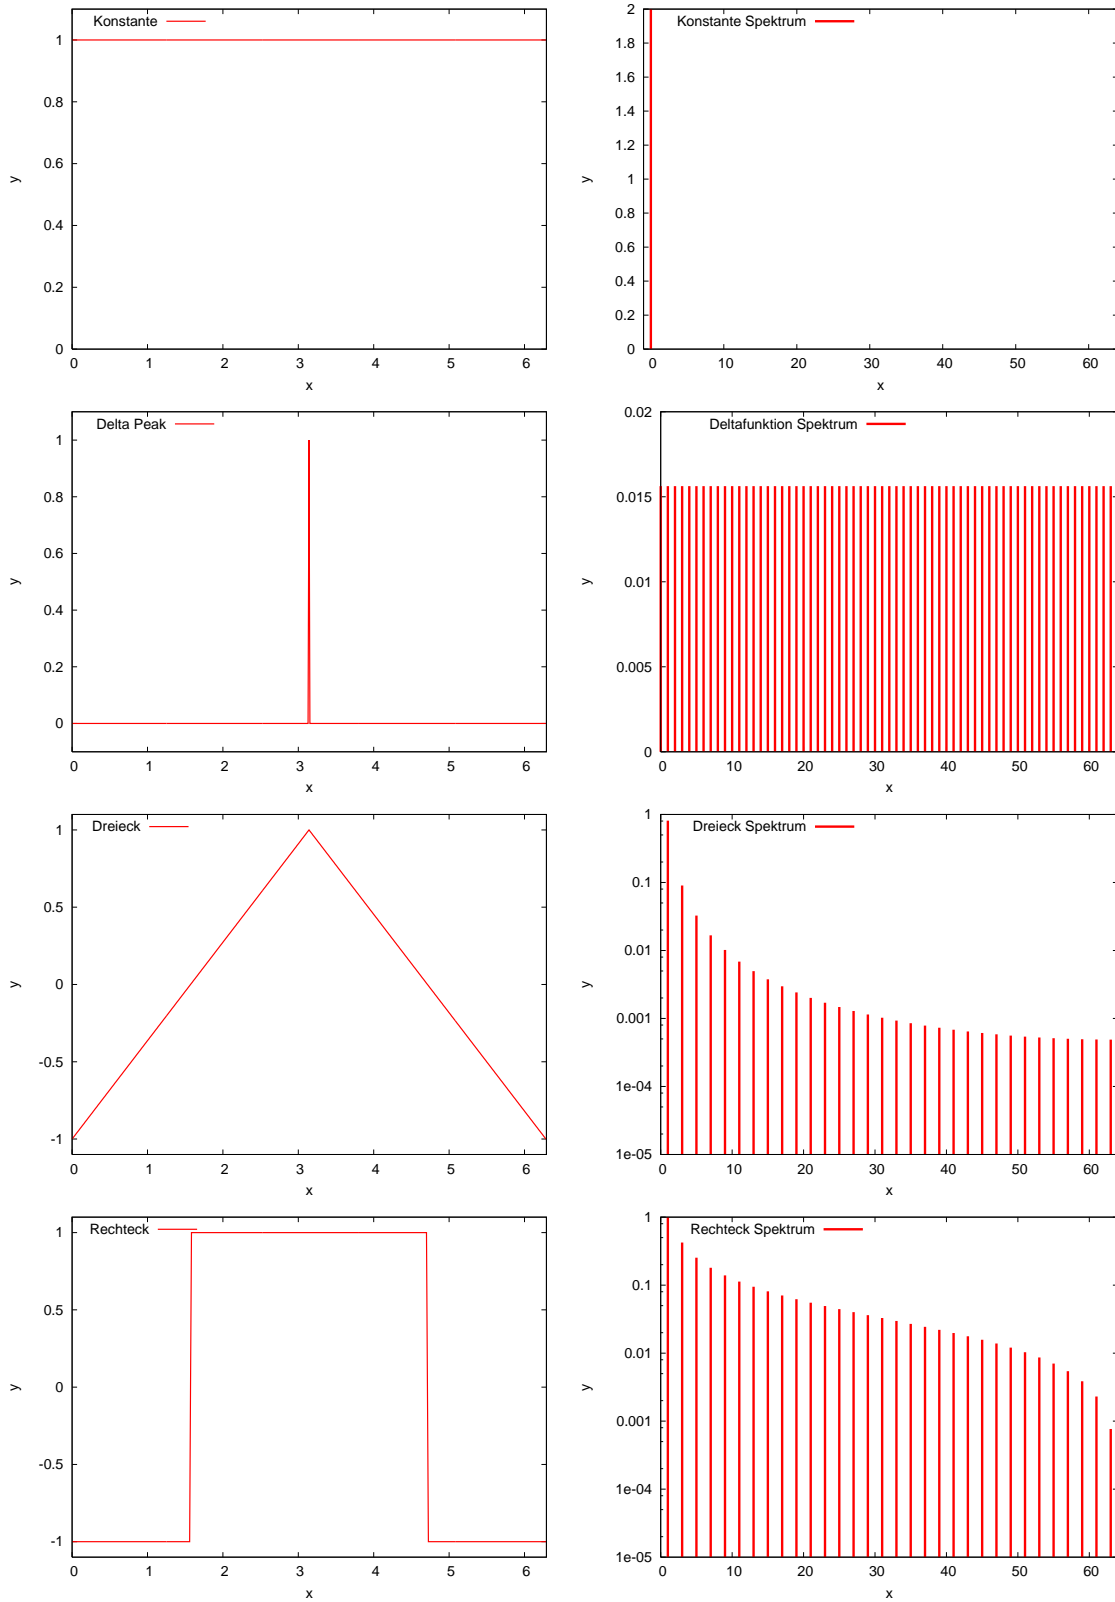 Konstante
1
0.8
0.6
0.4
0.2
0
0 1 2 3 4 5 6
x
y
Konstante Spektrum
2
1.8
1.6
1.4
1.2
1
0.8
0.6
0.4
0.2
0
0 10 20 30 40 50 60
x
y
Delta Peak
1
0.8
0.6
0.4
0.2
0
0 1 2 3 4 5 6
x
y
Deltafunktion Spektrum
0.02
0.015
0.01
0.005
0
0 10 20 30 40 50 60
x
y
Dreieck
1
0.5
0
-0.5
-1
0 1 2 3 4 5 6
x
y
Dreieck Spektrum
1
0.1
0.01
0.001
1e-04
1e-05
0 10 20 30 40 50 60
x
y
Rechteck
1
0.5
0
-0.5
-1
0 1 2 3 4 5 6
x
y
Rechteck Spektrum
1
0.1
0.01
0.001
1e-04
1e-05
0 10 20 30 40 50 60
x
y